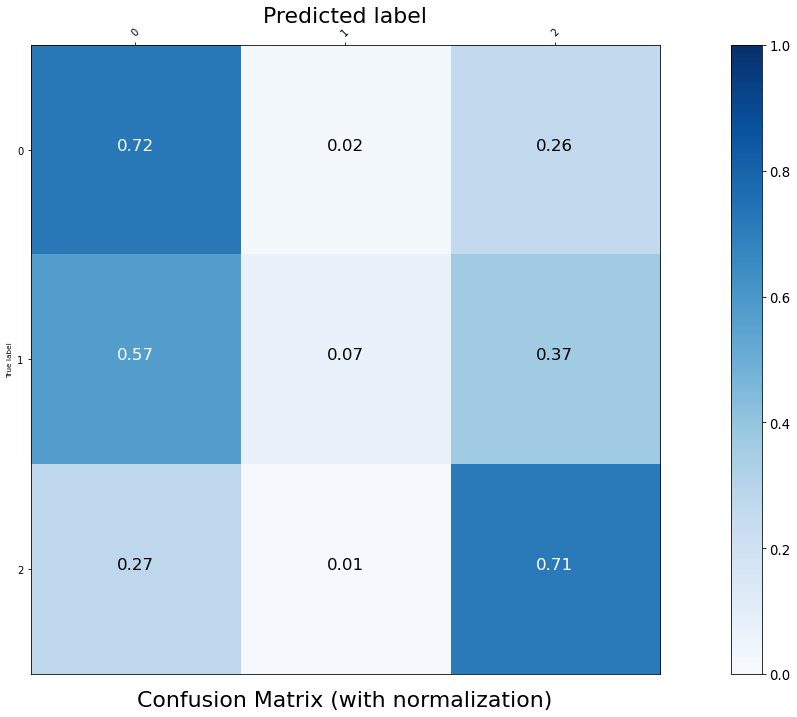 Predicted label
0 1 2
0 0.72 0.02 0.26
1 0.57 0.07 0.37
2 0.27 0.01 0.71
True label
Confusion Matrix (with normalization)
1.0
0.8
0.6
0.4
0.2
0.0